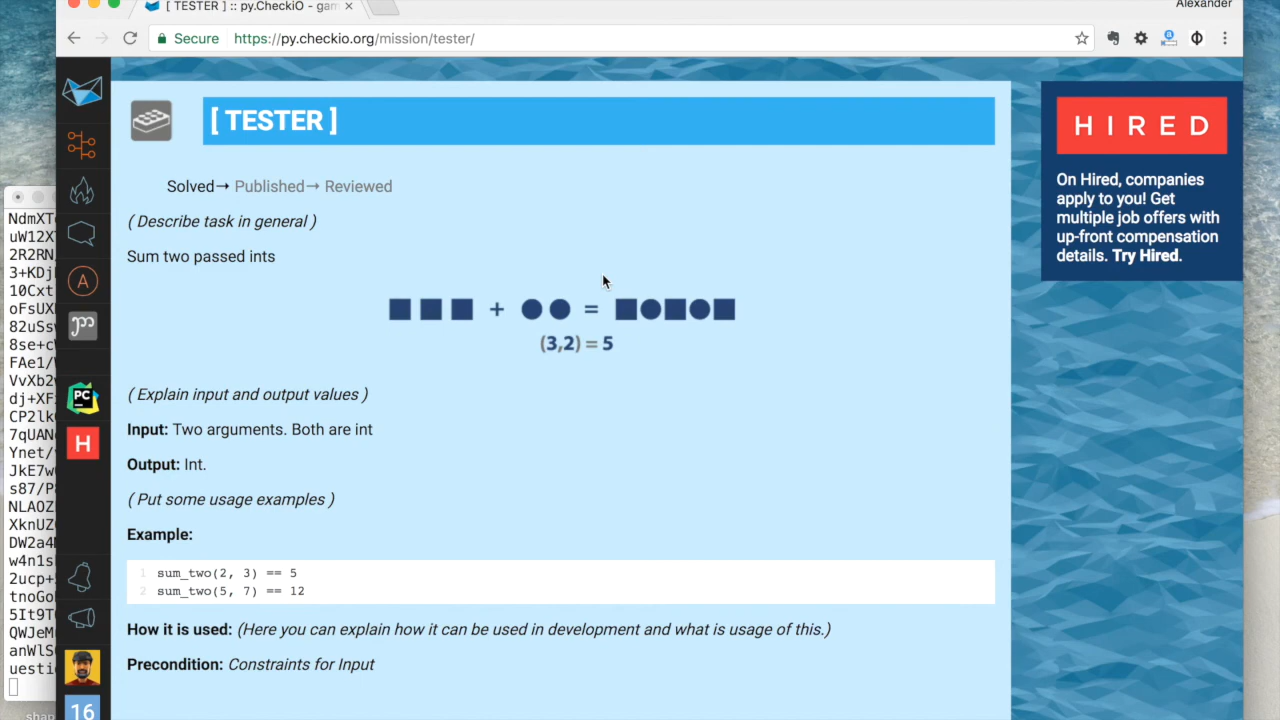 [ TESTER ] :: py.CheckiO - gam
Alexander
Secure
https://py.checkio.org/mission/tester/
[ TESTER ]
Solved→ Published→ Reviewed
( Describe task in general )
Sum two passed ints
+ =
(3,2) = 5
( Explain input and output values )
Input: Two arguments. Both are int
Output: Int.
( Put some usage examples )
Example:
1 sum_two(2, 3) == 5
2 sum_two(5, 7) == 12
How it is used: (Here you can explain how it can be used in development and what is usage of this.)
Precondition: Constraints for Input
HIRED
On Hired, companies
apply to you! Get
multiple job offers with
up-front compensation
details. Try Hired.
A
PC
H
16
NdmXT
uW12X
2R2RN
3+KDj
10Cxt
oFsUX
82uSs
8se+c
FAe1/
VvXb2
dj+XF
CP2lk
7qUAN
Ynet/
JkE7w
s87/P
NLAOZ
XknUZ
DW2a4
w4n1s
2ucp+
tnoGo
5It9T
QWJeM
anWlS
uesti
shap